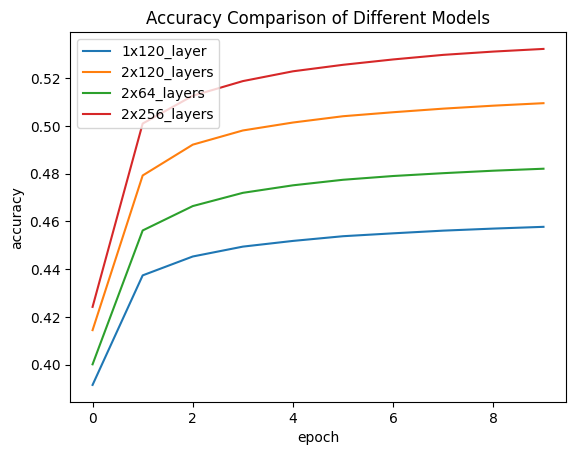 Accuracy Comparison of Different Models
1x120_layer
2x120_layers
2x64_layers
2x256_layers
accuracy
0.52
0.50
0.48
0.46
0.44
0.42
0.40
0
2
4
6
8
epoch